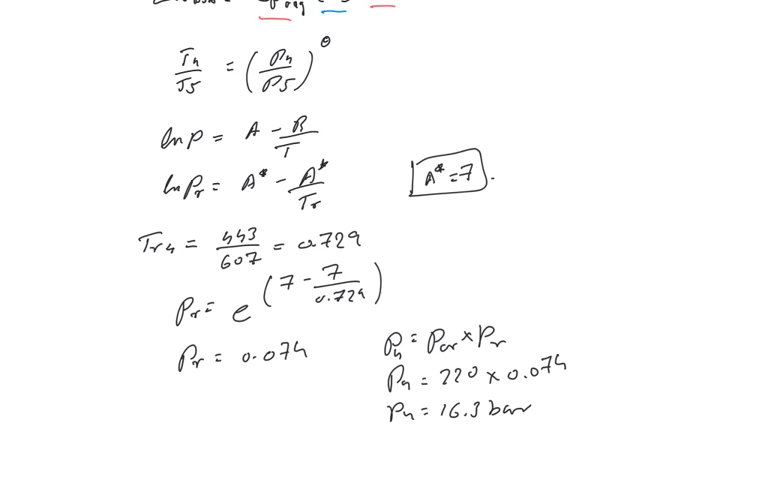 T4/T5 = (P4/P5)^θ
ln P = A - B/T
ln Pr = A* - A*/Tr
A* = 7.
Tr4 = 443/607 = 0.729
Pr = e^(7 - 7/0.729)
Pr = 0.074
P4 = Pcr × Pr
P4 = 220 × 0.074
P4 = 16.3 bar